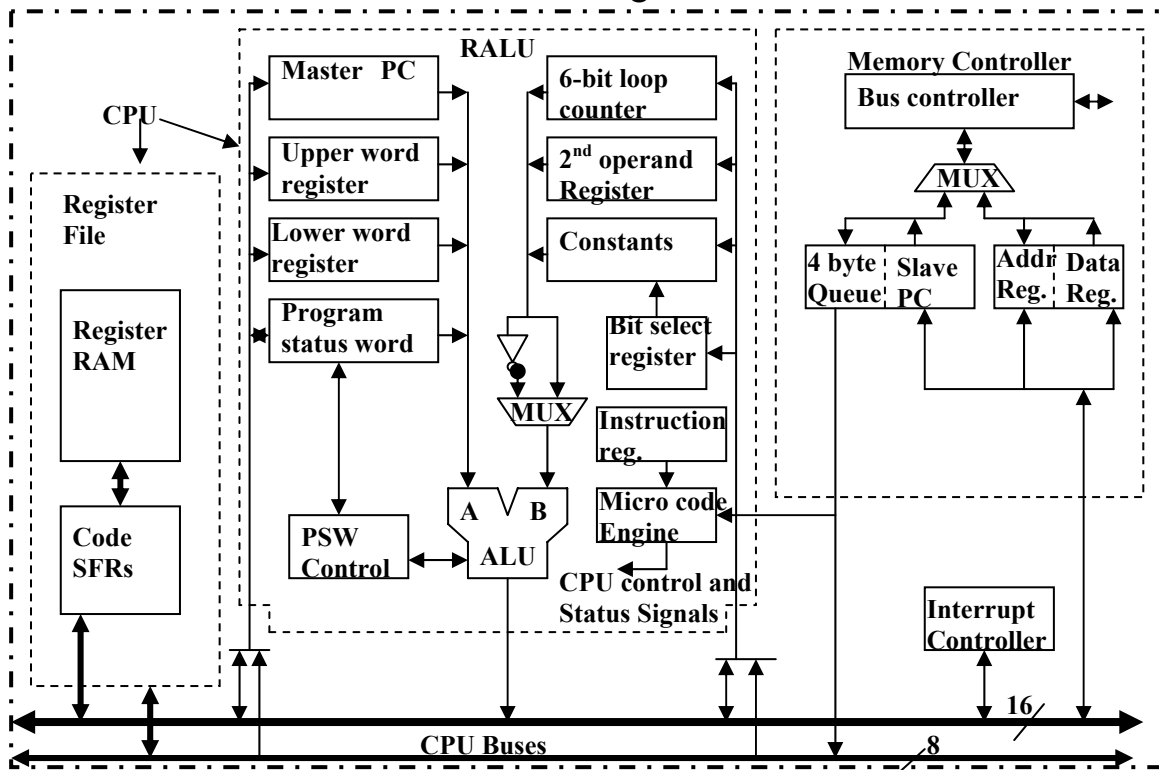 RALU
Master PC
6-bit loop
counter
Memory Controller
Bus controller
CPU
Upper word
register
2nd operand
Register
MUX
Register
File
Lower word
register
Constants
4 byte
Queue
Slave
PC
Addr
Reg.
Data
Reg.
Register
RAM
Program
status word
Bit select
register
MUX
Instruction
reg.
A B
ALU
Micro code
Engine
Code
SFRs
PSW
Control
CPU control and
Status Signals
Interrupt
Controller
16
CPU Buses
8